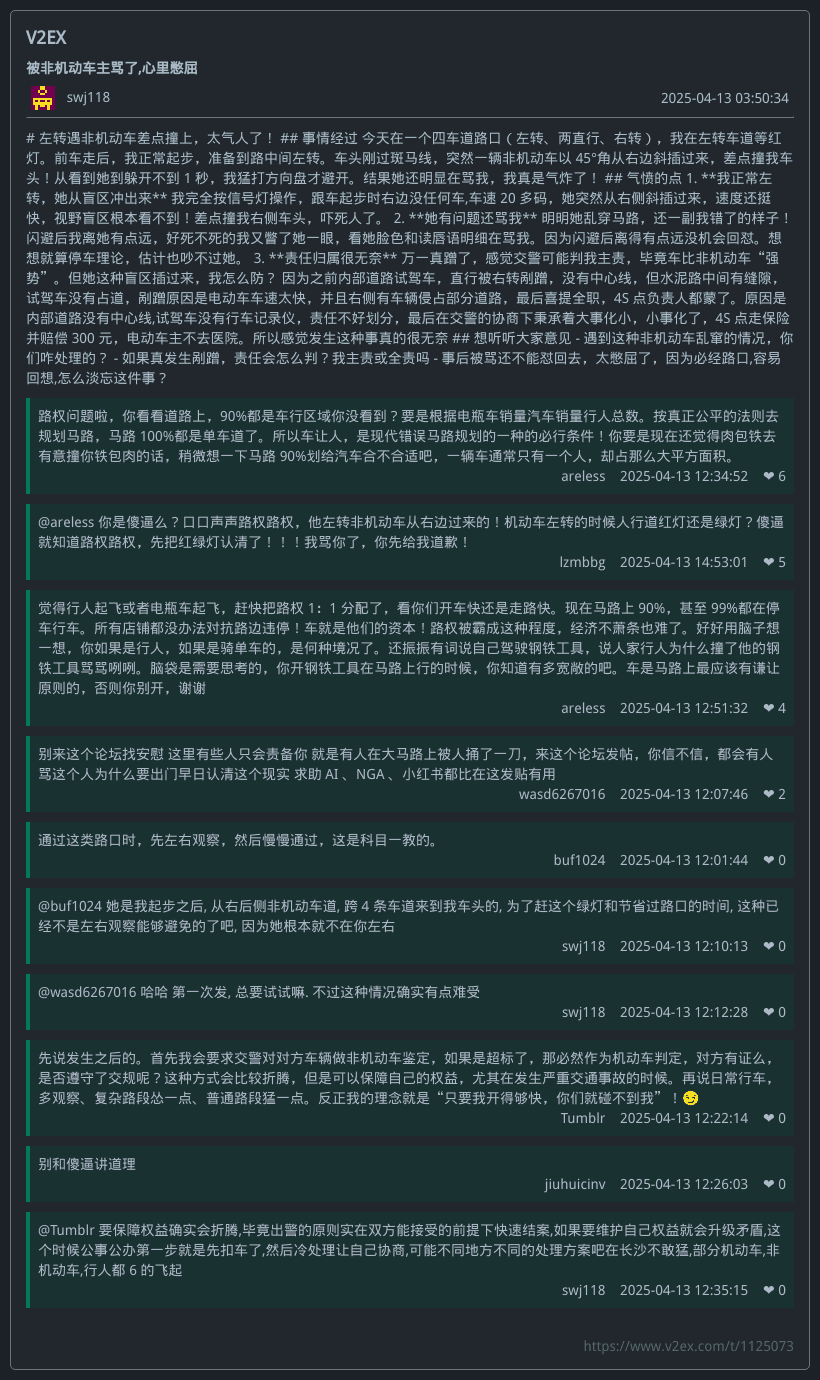 V2EX
被非机动车主骂了,心里憋屈
swj118 2025-04-13 03:50:34
# 左转遇非机动车差点撞上，太气人了！ ## 事情经过 今天在一个四车道路口（左转、两直行、右转），我在左转车道等红
灯。前车走后，我正常起步，准备到路中间左转。车头刚过斑马线，突然一辆非机动车以 45°角从右边斜插过来，差点撞我车
头！从看到她到躲开不到 1 秒，我猛打方向盘才避开。结果她还明显在骂我，我真是气炸了！ ## 气愤的点 1. **我正常左
转，她从盲区冲出来** 我完全按信号灯操作，跟车起步时右边没任何车,车速 20 多码，她突然从右侧斜插过来，速度还挺
快，视野盲区根本看不到！差点撞我右侧车头，吓死人了。 2. **她有问题还骂我** 明明她乱穿马路，还一副我错了的样子！
闪避后我离她有点远，好死不死的我又瞥了她一眼，看她脸色和读唇语明细在骂我。因为闪避后离得有点远没机会回怼。想
想就算停车理论，估计也吵不过她。 3. **责任归属很无奈** 万一真蹭了，感觉交警可能判我主责，毕竟车比非机动车“强
势”。但她这种盲区插过来，我怎么防？ 因为之前内部道路试驾车，直行被右转剐蹭，没有中心线，但水泥路中间有缝隙，
试驾车没有占道，剐蹭原因是电动车车速太快，并且右侧有车辆侵占部分道路，最后喜提全职，4S 点负责人都蒙了。原因是
内部道路没有中心线,试驾车没有行车记录仪，责任不好划分，最后在交警的协商下秉承着大事化小，小事化了，4S 点走保险
并赔偿 300 元，电动车主不去医院。所以感觉发生这种事真的很无奈 ## 想听听大家意见 - 遇到这种非机动车乱窜的情况，你
们咋处理的？ - 如果真发生剐蹭，责任会怎么判？我主责或全责吗 - 事后被骂还不能怼回去，太憋屈了，因为必经路口,容易
回想,怎么淡忘这件事？
路权问题啦，你看看道路上，90%都是车行区域你没看到？要是根据电瓶车销量汽车销量行人总数。按真正公平的法则去
规划马路，马路 100%都是单车道了。所以车让人，是现代错误马路规划的一种的必行条件！你要是现在还觉得肉包铁去
有意撞你铁包肉的话，稍微想一下马路 90%划给汽车合不合适吧，一辆车通常只有一个人，却占那么大平方面积。
areless 2025-04-13 12:34:52 ❤ 6
@areless 你是傻逼么？口口声声路权路权，他左转非机动车从右边过来的！机动车左转的时候人行道红灯还是绿灯？傻逼
就知道路权路权，先把红绿灯认清了！！！我骂你了，你先给我道歉！
lzmbbg 2025-04-13 14:53:01 ❤ 5
觉得行人起飞或者电瓶车起飞，赶快把路权 1：1 分配了，看你们开车快还是走路快。现在马路上 90%，甚至 99%都在停
车行车。所有店铺都没办法对抗路边违停！车就是他们的资本！路权被霸成这种程度，经济不萧条也难了。好好用脑子想
一想，你如果是行人，如果是骑单车的，是何种境况了。还振振有词说自己驾驶钢铁工具，说人家行人为什么撞了他的钢
铁工具骂骂咧咧。脑袋是需要思考的，你开钢铁工具在马路上行的时候，你知道有多宽敞的吧。车是马路上最应该有谦让
原则的，否则你别开，谢谢
areless 2025-04-13 12:51:32 ❤ 4
别来这个论坛找安慰 这里有些人只会责备你 就是有人在大马路上被人捅了一刀，来这个论坛发帖，你信不信，都会有人
骂这个人为什么要出门早日认清这个现实 求助 AI 、NGA 、小红书都比在这发贴有用
wasd6267016 2025-04-13 12:07:46 ❤ 2
通过这类路口时，先左右观察，然后慢慢通过，这是科目一教的。
buf1024 2025-04-13 12:01:44 ❤ 0
@buf1024 她是我起步之后, 从右后侧非机动车道, 跨 4 条车道来到我车头的, 为了赶这个绿灯和节省过路口的时间, 这种已
经不是左右观察能够避免的了吧, 因为她根本就不在你左右
swj118 2025-04-13 12:10:13 ❤ 0
@wasd6267016 哈哈 第一次发, 总要试试嘛. 不过这种情况确实有点难受
swj118 2025-04-13 12:12:28 ❤ 0
先说发生之后的。首先我会要求交警对对方车辆做非机动车鉴定，如果是超标了，那必然作为机动车判定，对方有证么，
是否遵守了交规呢？这种方式会比较折腾，但是可以保障自己的权益，尤其在发生严重交通事故的时候。再说日常行车，
多观察、复杂路段怂一点、普通路段猛一点。反正我的理念就是“只要我开得够快，你们就碰不到我”！😏
Tumblr 2025-04-13 12:22:14 ❤ 0
别和傻逼讲道理
jiuhuicinv 2025-04-13 12:26:03 ❤ 0
@Tumblr 要保障权益确实会折腾,毕竟出警的原则实在双方能接受的前提下快速结案,如果要维护自己权益就会升级矛盾,这
个时候公事公办第一步就是先扣车了,然后冷处理让自己协商,可能不同地方不同的处理方案吧在长沙不敢猛,部分机动车,非
机动车,行人都 6 的飞起
swj118 2025-04-13 12:35:15 ❤ 0
https://www.v2ex.com/t/1125073